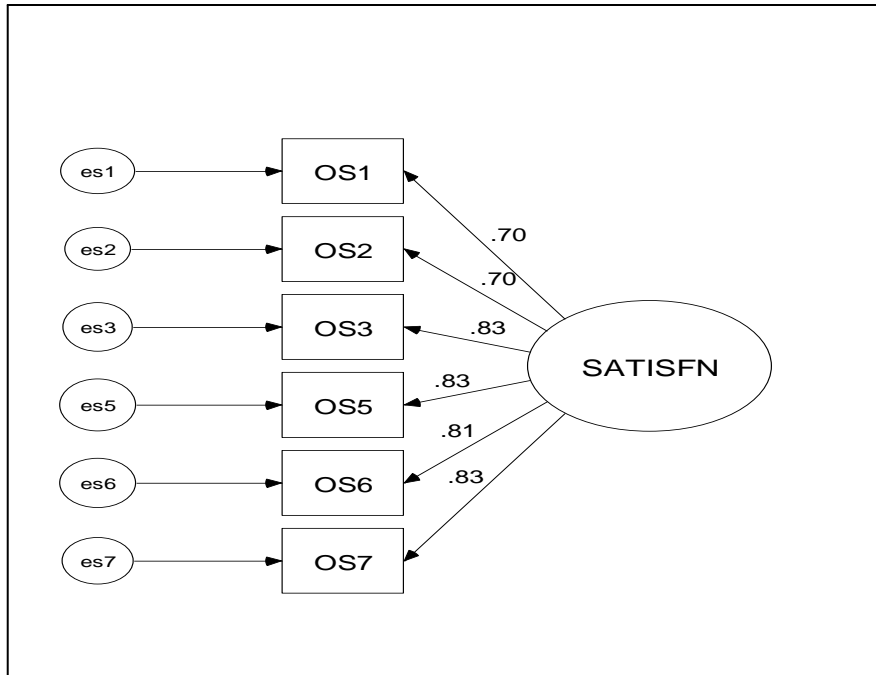 es1
OS1
.70
es2
OS2
.70
es3
OS3
.83
SATISFN
es5
OS5
.83
es6
OS6
.81
es7
OS7
.83